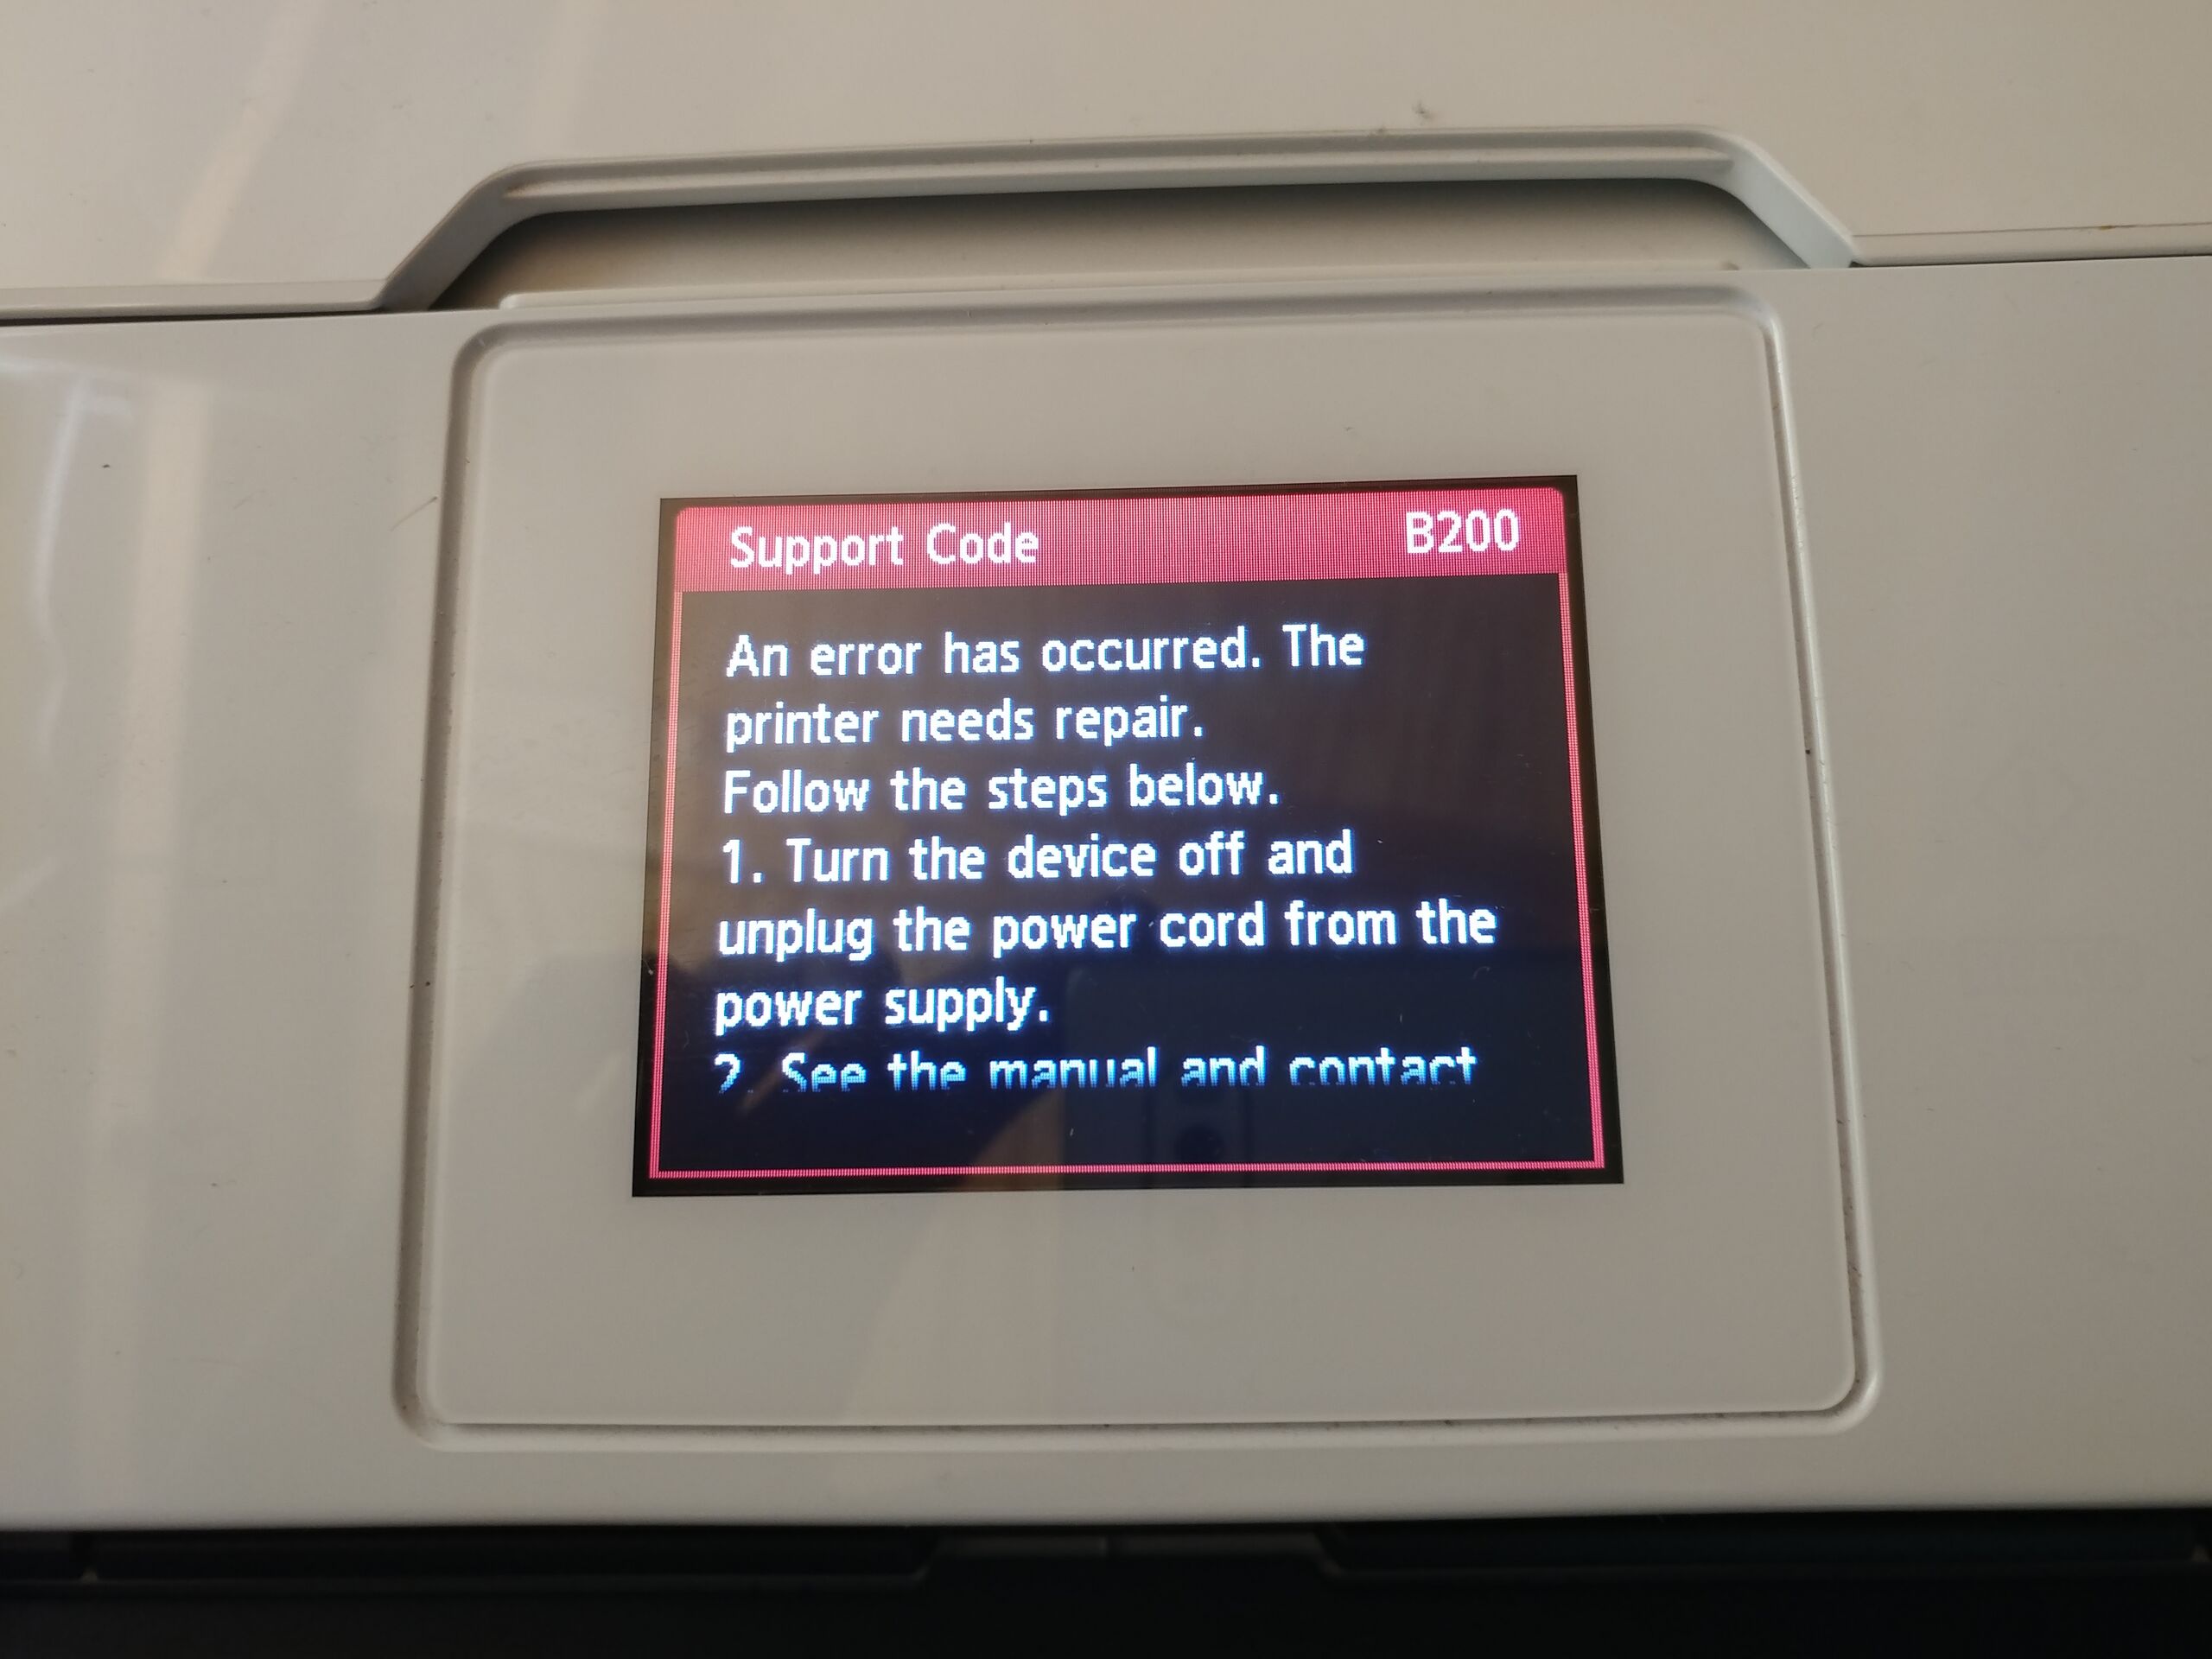 Support Code B200
An error has occurred. The
printer needs repair.
Follow the steps below.
1. Turn the device off and
unplug the power cord from the
power supply.
2. See the manual and contact